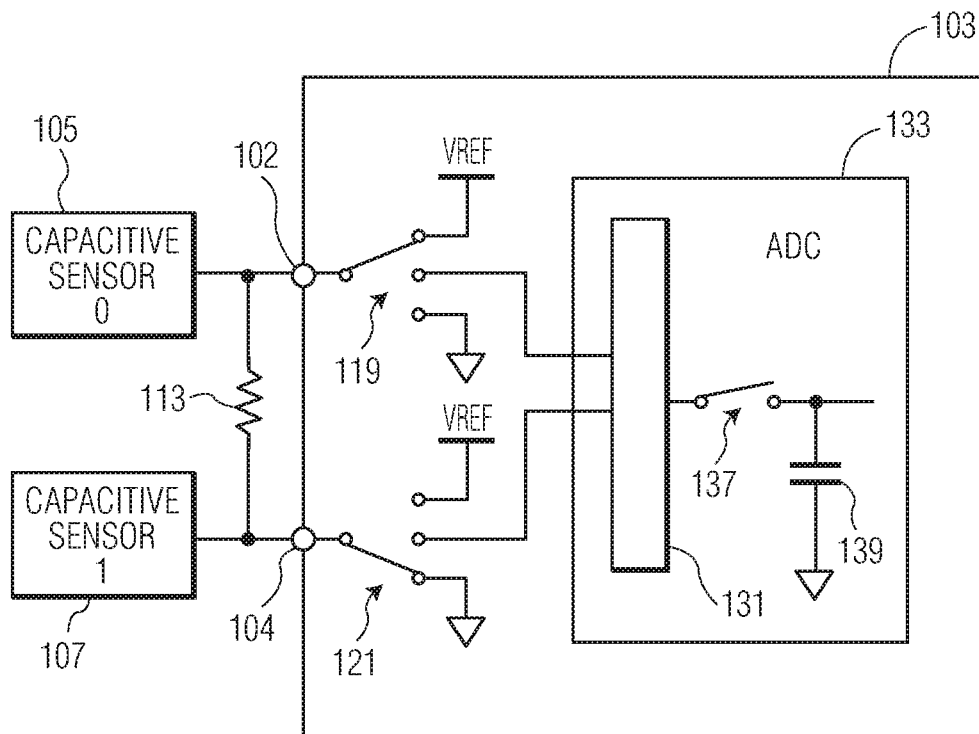 103
133
105
102
VREF
CAPACITIVE
SENSOR
0
ADC
119
113
VREF
137
CAPACITIVE
SENSOR
1
139
104
131
107
121